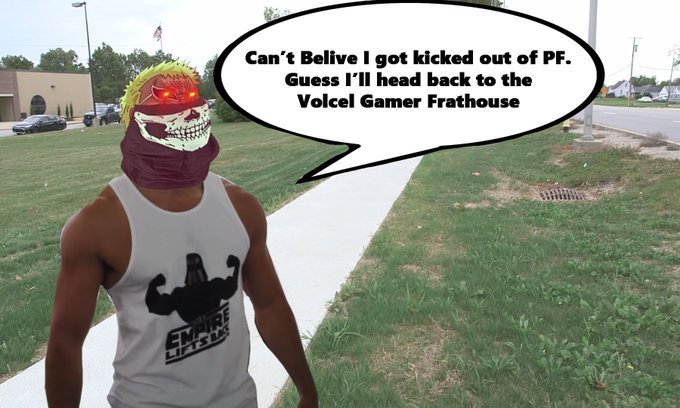 Can't Belive I got kicked out of PF.
Guess I'll head back to the
Volcel Gamer Frathouse
EMPIRE
LIFTS BACK